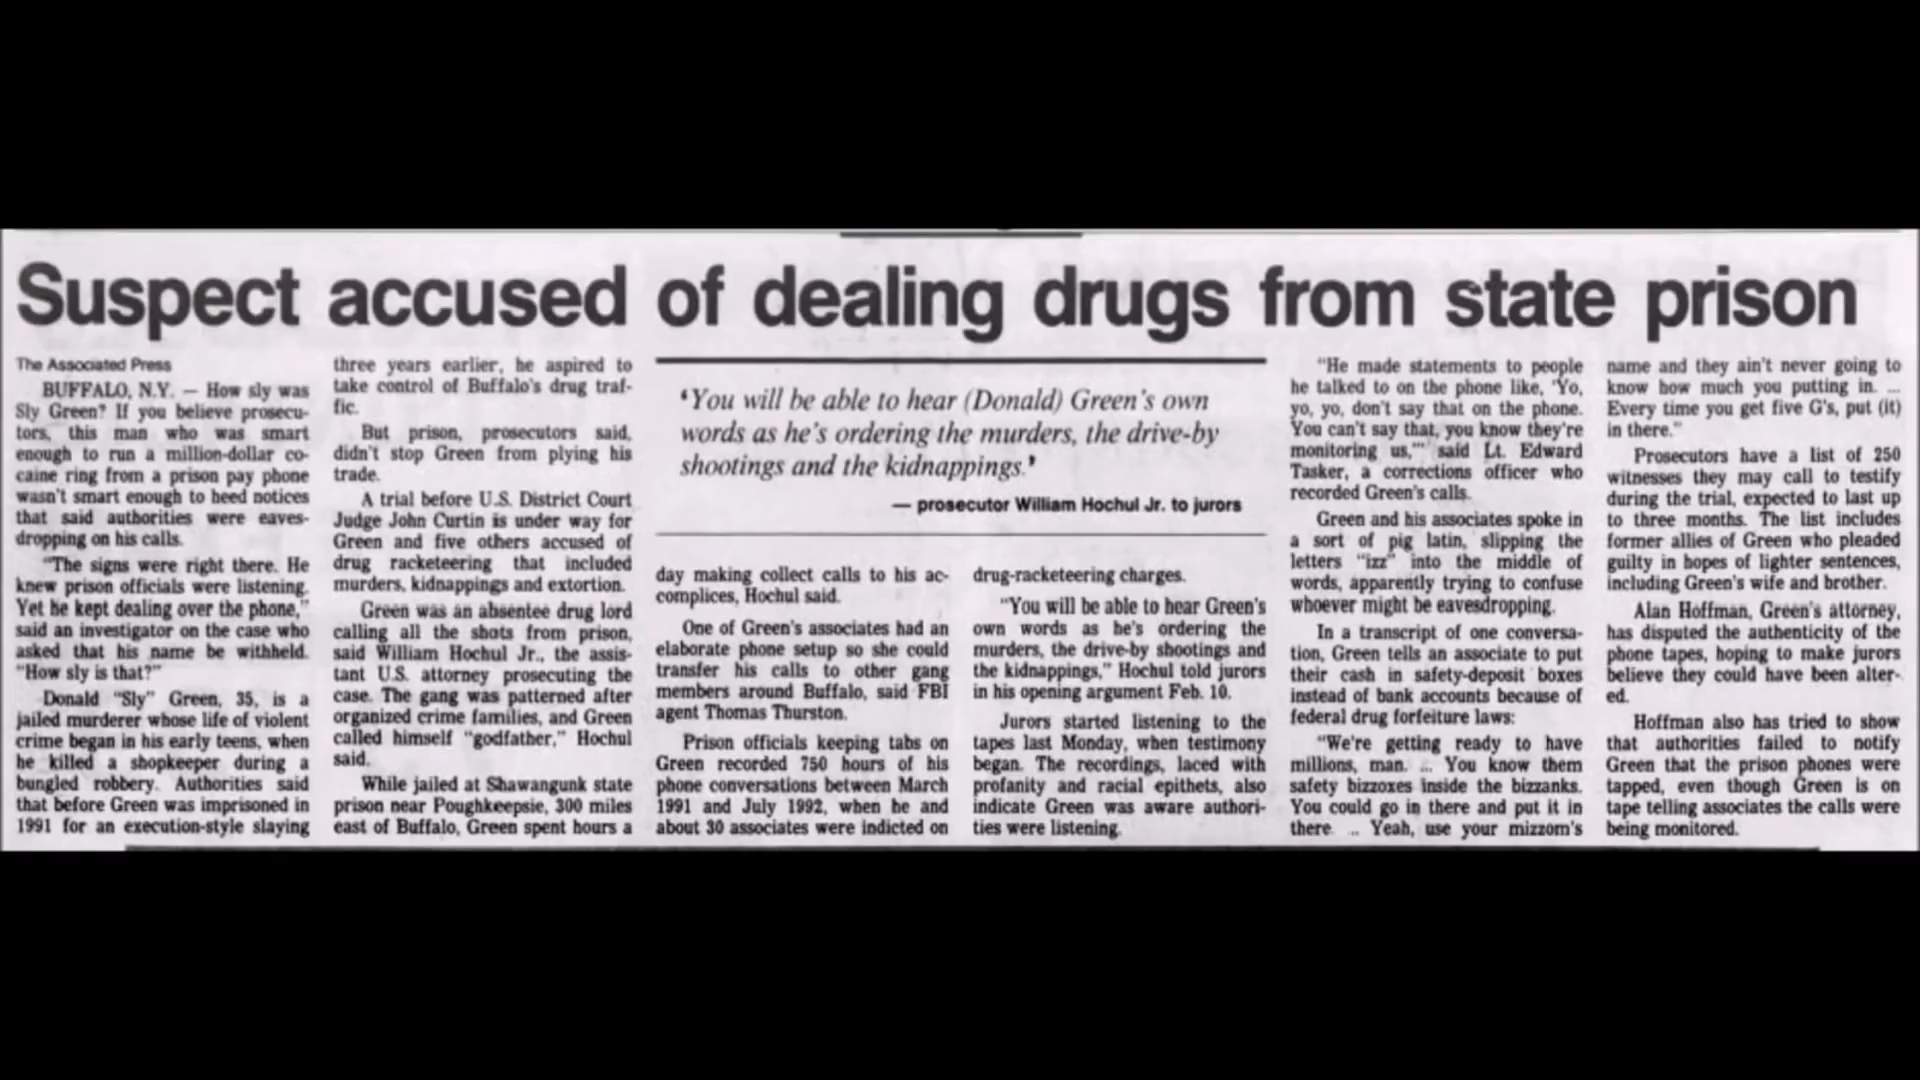 Suspect accused of dealing drugs from state prison
The Associated Press
BUFFALO, N.Y. — How sly was
Sly Green? If you believe prosecu-
tors, this man who was smart
enough to run a million-dollar co-
caine ring from a prison pay phone
wasn't smart enough to heed notices
that said authorities were eaves-
dropping on his calls.
"The signs were right there. He
knew prison officials were listening.
Yet he kept dealing over the phone,"
said an investigator on the case who
asked that his name be withheld.
"How sly is that?"
Donald "Sly" Green, 35, is a
jailed murderer whose life of violent
crime began in his early teens, when
he killed a shopkeeper during a
bungled robbery. Authorities said
that before Green was imprisoned in
1991 for an execution-style slaying
three years earlier, he aspired to
take control of Buffalo's drug traf-
fic.
But prison, prosecutors said,
didn't stop Green from plying his
trade.
A trial before U.S. District Court
Judge John Curtin is under way for
Green and five others accused of
drug racketeering that included
murders, kidnappings and extortion.
Green was an absentee drug lord
calling all the shots from prison,
said William Hochul Jr., the assis-
tant U.S. attorney prosecuting the
case. The gang was patterned after
organized crime families, and Green
called himself "godfather," Hochul
said.
While jailed at Shawangunk state
prison near Poughkeepsie, 300 miles
east of Buffalo, Green spent hours a
'You will be able to hear (Donald) Green's own
words as he's ordering the murders, the drive-by
shootings and the kidnappings.'
— prosecutor William Hochul Jr. to jurors
day making collect calls to his ac-
complices, Hochul said.
One of Green's associates had an
elaborate phone setup so she could
transfer his calls to other gang
members around Buffalo, said FBI
agent Thomas Thurston.
Prison officials keeping tabs on
Green recorded 750 hours of his
phone conversations between March
1991 and July 1992, when he and
about 30 associates were indicted on
drug-racketeering charges.
"You will be able to hear Green's
own words as he's ordering the
murders, the drive-by shootings and
the kidnappings," Hochul told jurors
in his opening argument Feb. 10.
Jurors started listening to the
tapes last Monday, when testimony
began. The recordings, laced with
profanity and racial epithets, also
indicate Green was aware authori-
ties were listening.
"He made statements to people
he talked to on the phone like, 'Yo,
yo, yo, don't say that on the phone.
You can't say that, you know they're
monitoring us,'" said Lt. Edward
Tasker, a corrections officer who
recorded Green's calls.
Green and his associates spoke in
a sort of pig latin, slipping the
letters "izz" into the middle of
words, apparently trying to confuse
whoever might be eavesdropping.
In a transcript of one conversa-
tion, Green tells an associate to put
their cash in safety-deposit boxes
instead of bank accounts because of
federal drug forfeiture laws:
"We're getting ready to have
millions, man. ... You know them
safety bizzoxes inside the bizzanks.
You could go in there and put it in
there. ... Yeah, use your mizzom's
name and they ain't never going to
know how much you putting in. ...
Every time you get five G's, put (it)
in there."
Prosecutors have a list of 250
witnesses they may call to testify
during the trial, expected to last up
to three months. The list includes
former allies of Green who pleaded
guilty in hopes of lighter sentences,
including Green's wife and brother.
Alan Hoffman, Green's attorney,
has disputed the authenticity of the
phone tapes, hoping to make jurors
believe they could have been alter-
ed.
Hoffman also has tried to show
that authorities failed to notify
Green that the prison phones were
tapped, even though Green is on
tape telling associates the calls were
being monitored.